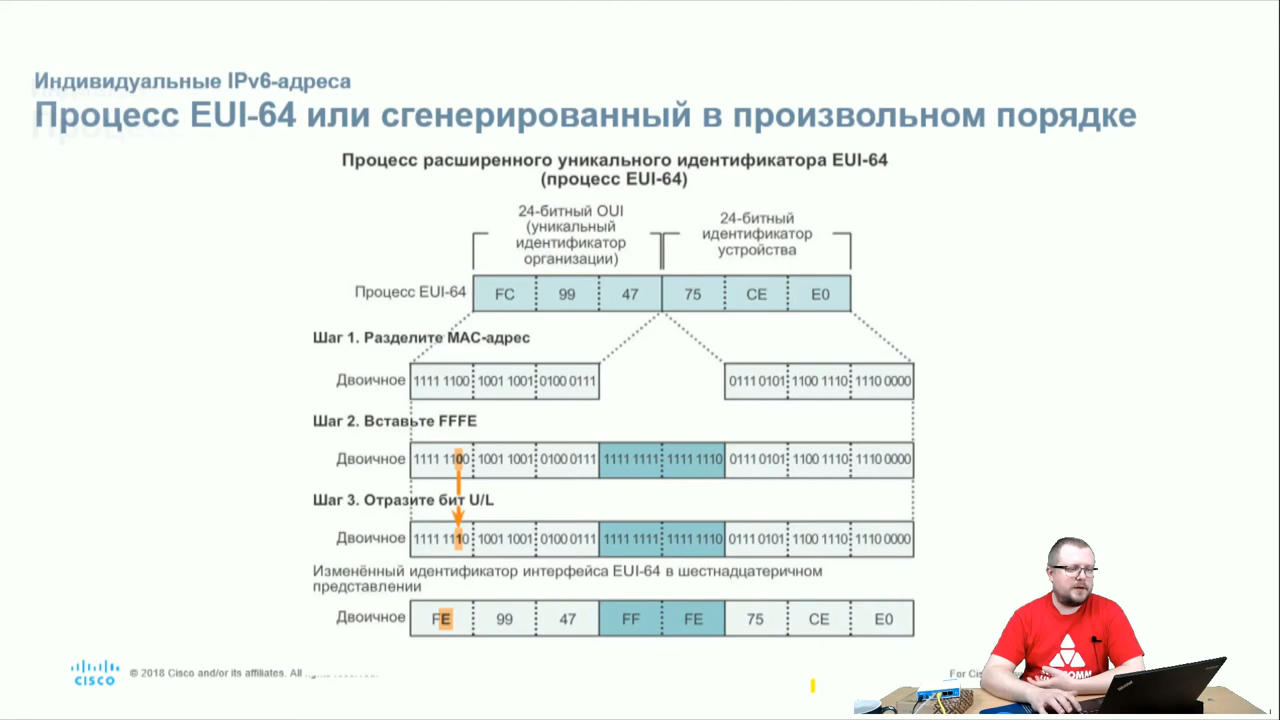 Индивидуальные IPv6-адреса
Процесс EUI-64 или сгенерированный в произвольном порядке
Процесс расширенного уникального идентификатора EUI-64
(процесс EUI-64)
24-битный OUI
(уникальный
идентификатор
организации)
24-битный
идентификатор
устройства
Процесс EUI-64 FC 99 47 75 CE E0
Шаг 1. Разделите MAC-адрес
Двоичное 1111 1100 1001 1001 0100 0111 0111 0101 1100 1110 1110 0000
Шаг 2. Вставьте FFFE
Двоичное 1111 1100 1001 1001 0100 0111 1111 1111 1111 1110 0111 0101 1100 1110 1110 0000
Шаг 3. Отразите бит U/L
Двоичное 1111 1110 1001 1001 0100 0111 1111 1111 1111 1110 0111 0101 1100 1110 1110 0000
Изменённый идентификатор интерфейса EUI-64 в шестнадцатеричном
представлении
Двоичное FE 99 47 FF FE 75 CE E0
CISCO
© 2018 Cisco and/or its affiliates. All rights reserved.
For Cis